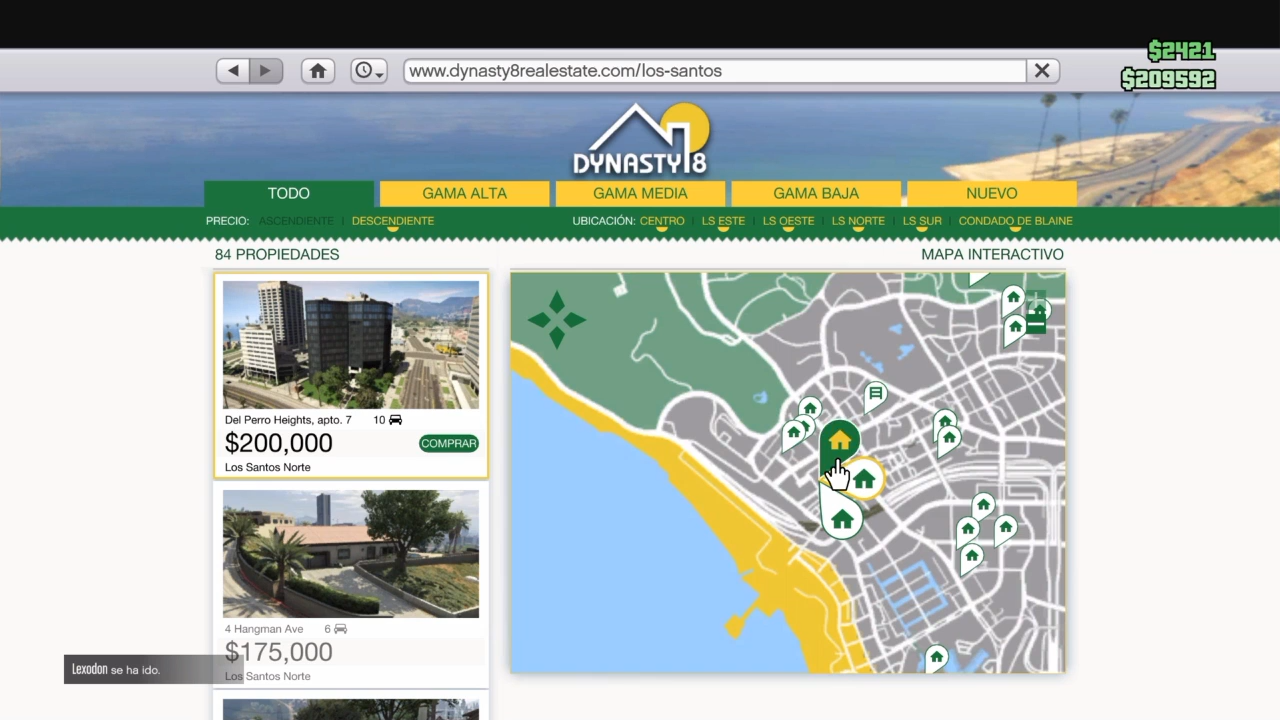 $2421
www.dynasty8realestate.com/los-santos
$209592
DYNASTY 8
TODO GAMA ALTA GAMA MEDIA GAMA BAJA NUEVO
PRECIO: ASCENDIENTE | DESCENDIENTE UBICACIÓN: CENTRO | LS ESTE | LS OESTE | LS NORTE | LS SUR | CONDADO DE BLAINE
84 PROPIEDADES MAPA INTERACTIVO
Del Perro Heights, apto. 7 10
$200,000 COMPRAR
Los Santos Norte
4 Hangman Ave 6
$175,000
Los Santos Norte
Lexodon se ha ido.